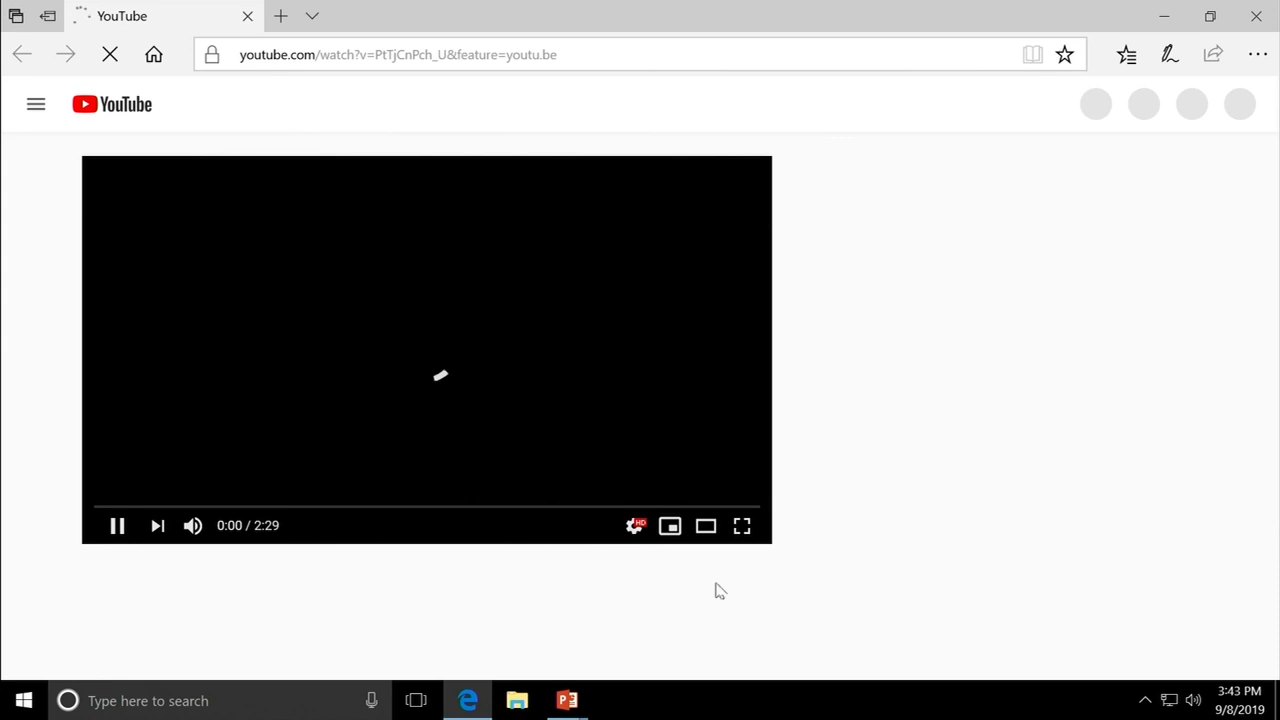 YouTube
youtube.com/watch?v=PtTjCnPch_U&feature=youtu.be
YouTube
0:00 / 2:29
HD
Type here to search
3:43 PM
9/8/2019